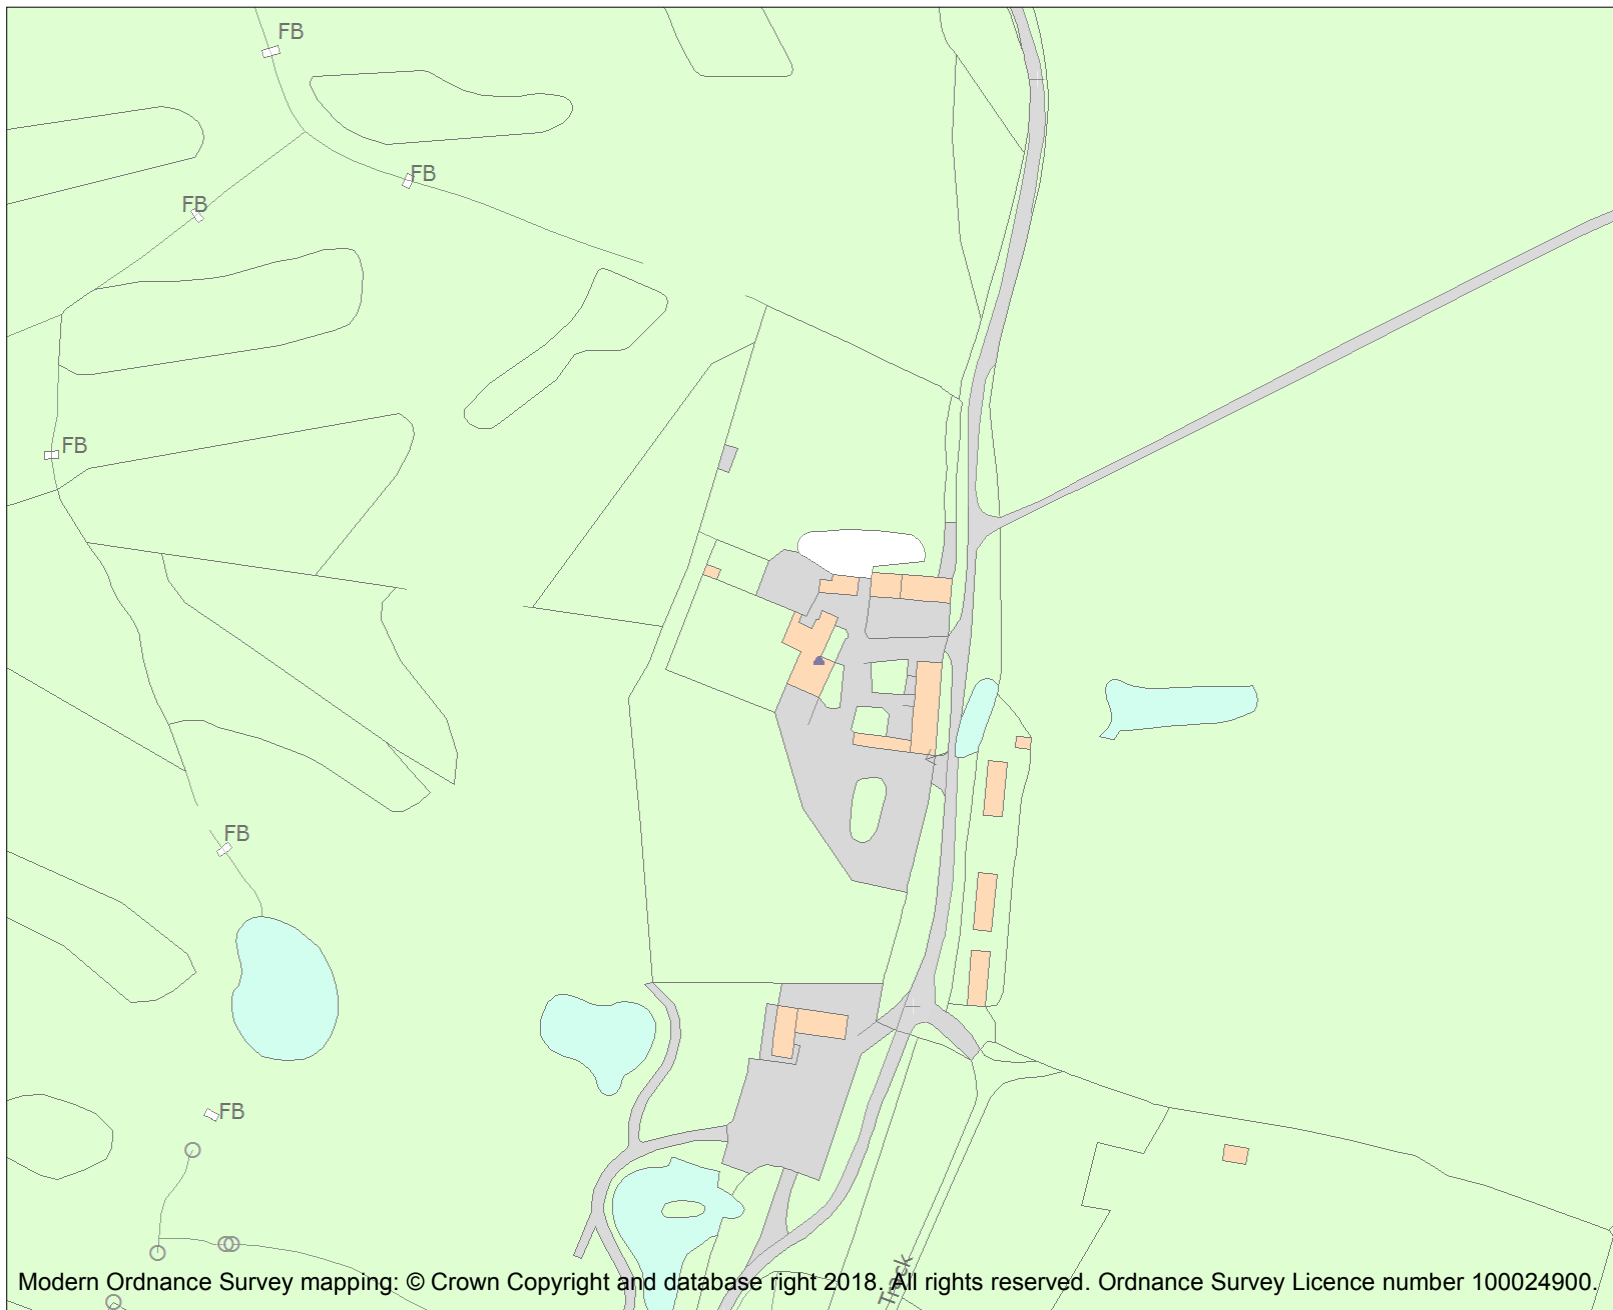 FB
FB
FB
FB
FB
FB
Track
Modern Ordnance Survey mapping: © Crown Copyright and database right 2018. All rights reserved. Ordnance Survey Licence number 100024900.